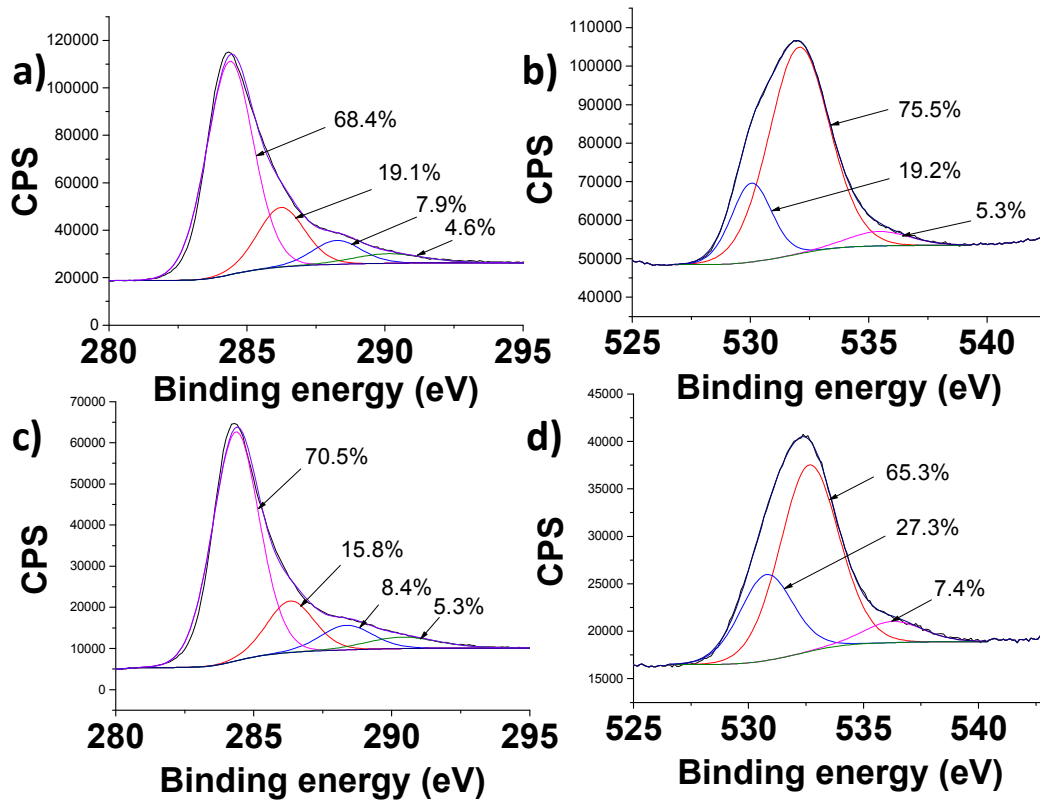 a)
CPS
120000
100000
80000
60000
40000
20000
0
68.4%
19.1%
7.9%
4.6%
280 285 290 295
Binding energy (eV)
b)
CPS
110000
100000
90000
80000
70000
60000
50000
40000
75.5%
19.2%
5.3%
525 530 535 540
Binding energy (eV)
c)
CPS
70000
60000
50000
40000
30000
20000
10000
0
70.5%
15.8%
8.4%
5.3%
280 285 290 295
Binding energy (eV)
d)
CPS
45000
40000
35000
30000
25000
20000
15000
65.3%
27.3%
7.4%
525 530 535 540
Binding energy (eV)